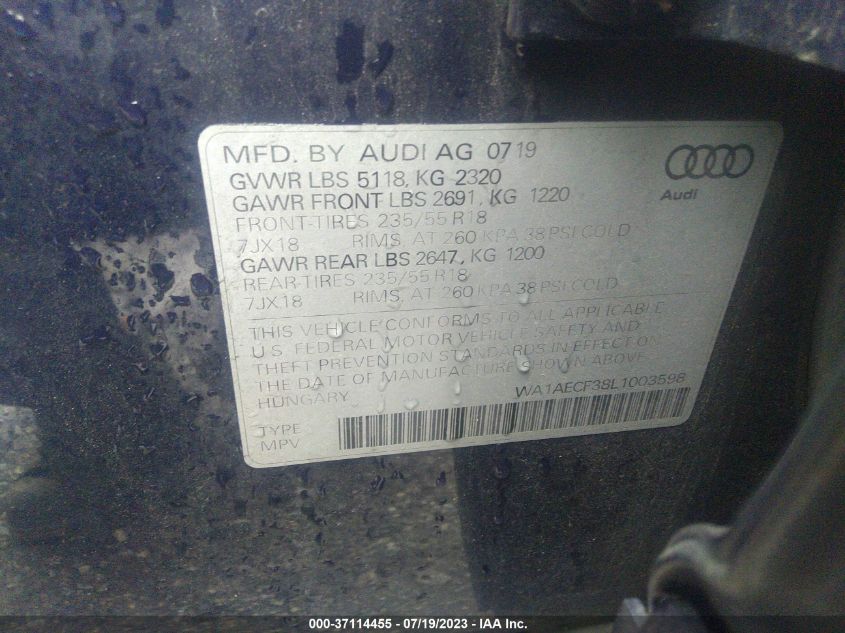 MFD. BY AUDI AG 07 19
GVWR LBS 5118, KG 2320
GAWR FRONT LBS 2691, KG 1220
FRONT-TIRES 235/55 R18
7JX18 RIMS, AT 260 KPA 38 PSI COLD
GAWR REAR LBS 2647, KG 1200
REAR-TIRES 235/55 R18
7JX18 RIMS, AT 260 KPA 38 PSI COLD
Audi
THIS VEHICLE CONFORMS TO ALL APPLICABLE
U.S. FEDERAL MOTOR VEHICLE SAFETY AND
THEFT PREVENTION STANDARDS IN EFFECT ON
THE DATE OF MANUFACTURE SHOWN ABOVE.
HUNGARY
WA1AECF38L1003598
TYPE
MPV
000-37114455 - 07/19/2023 - IAA Inc.